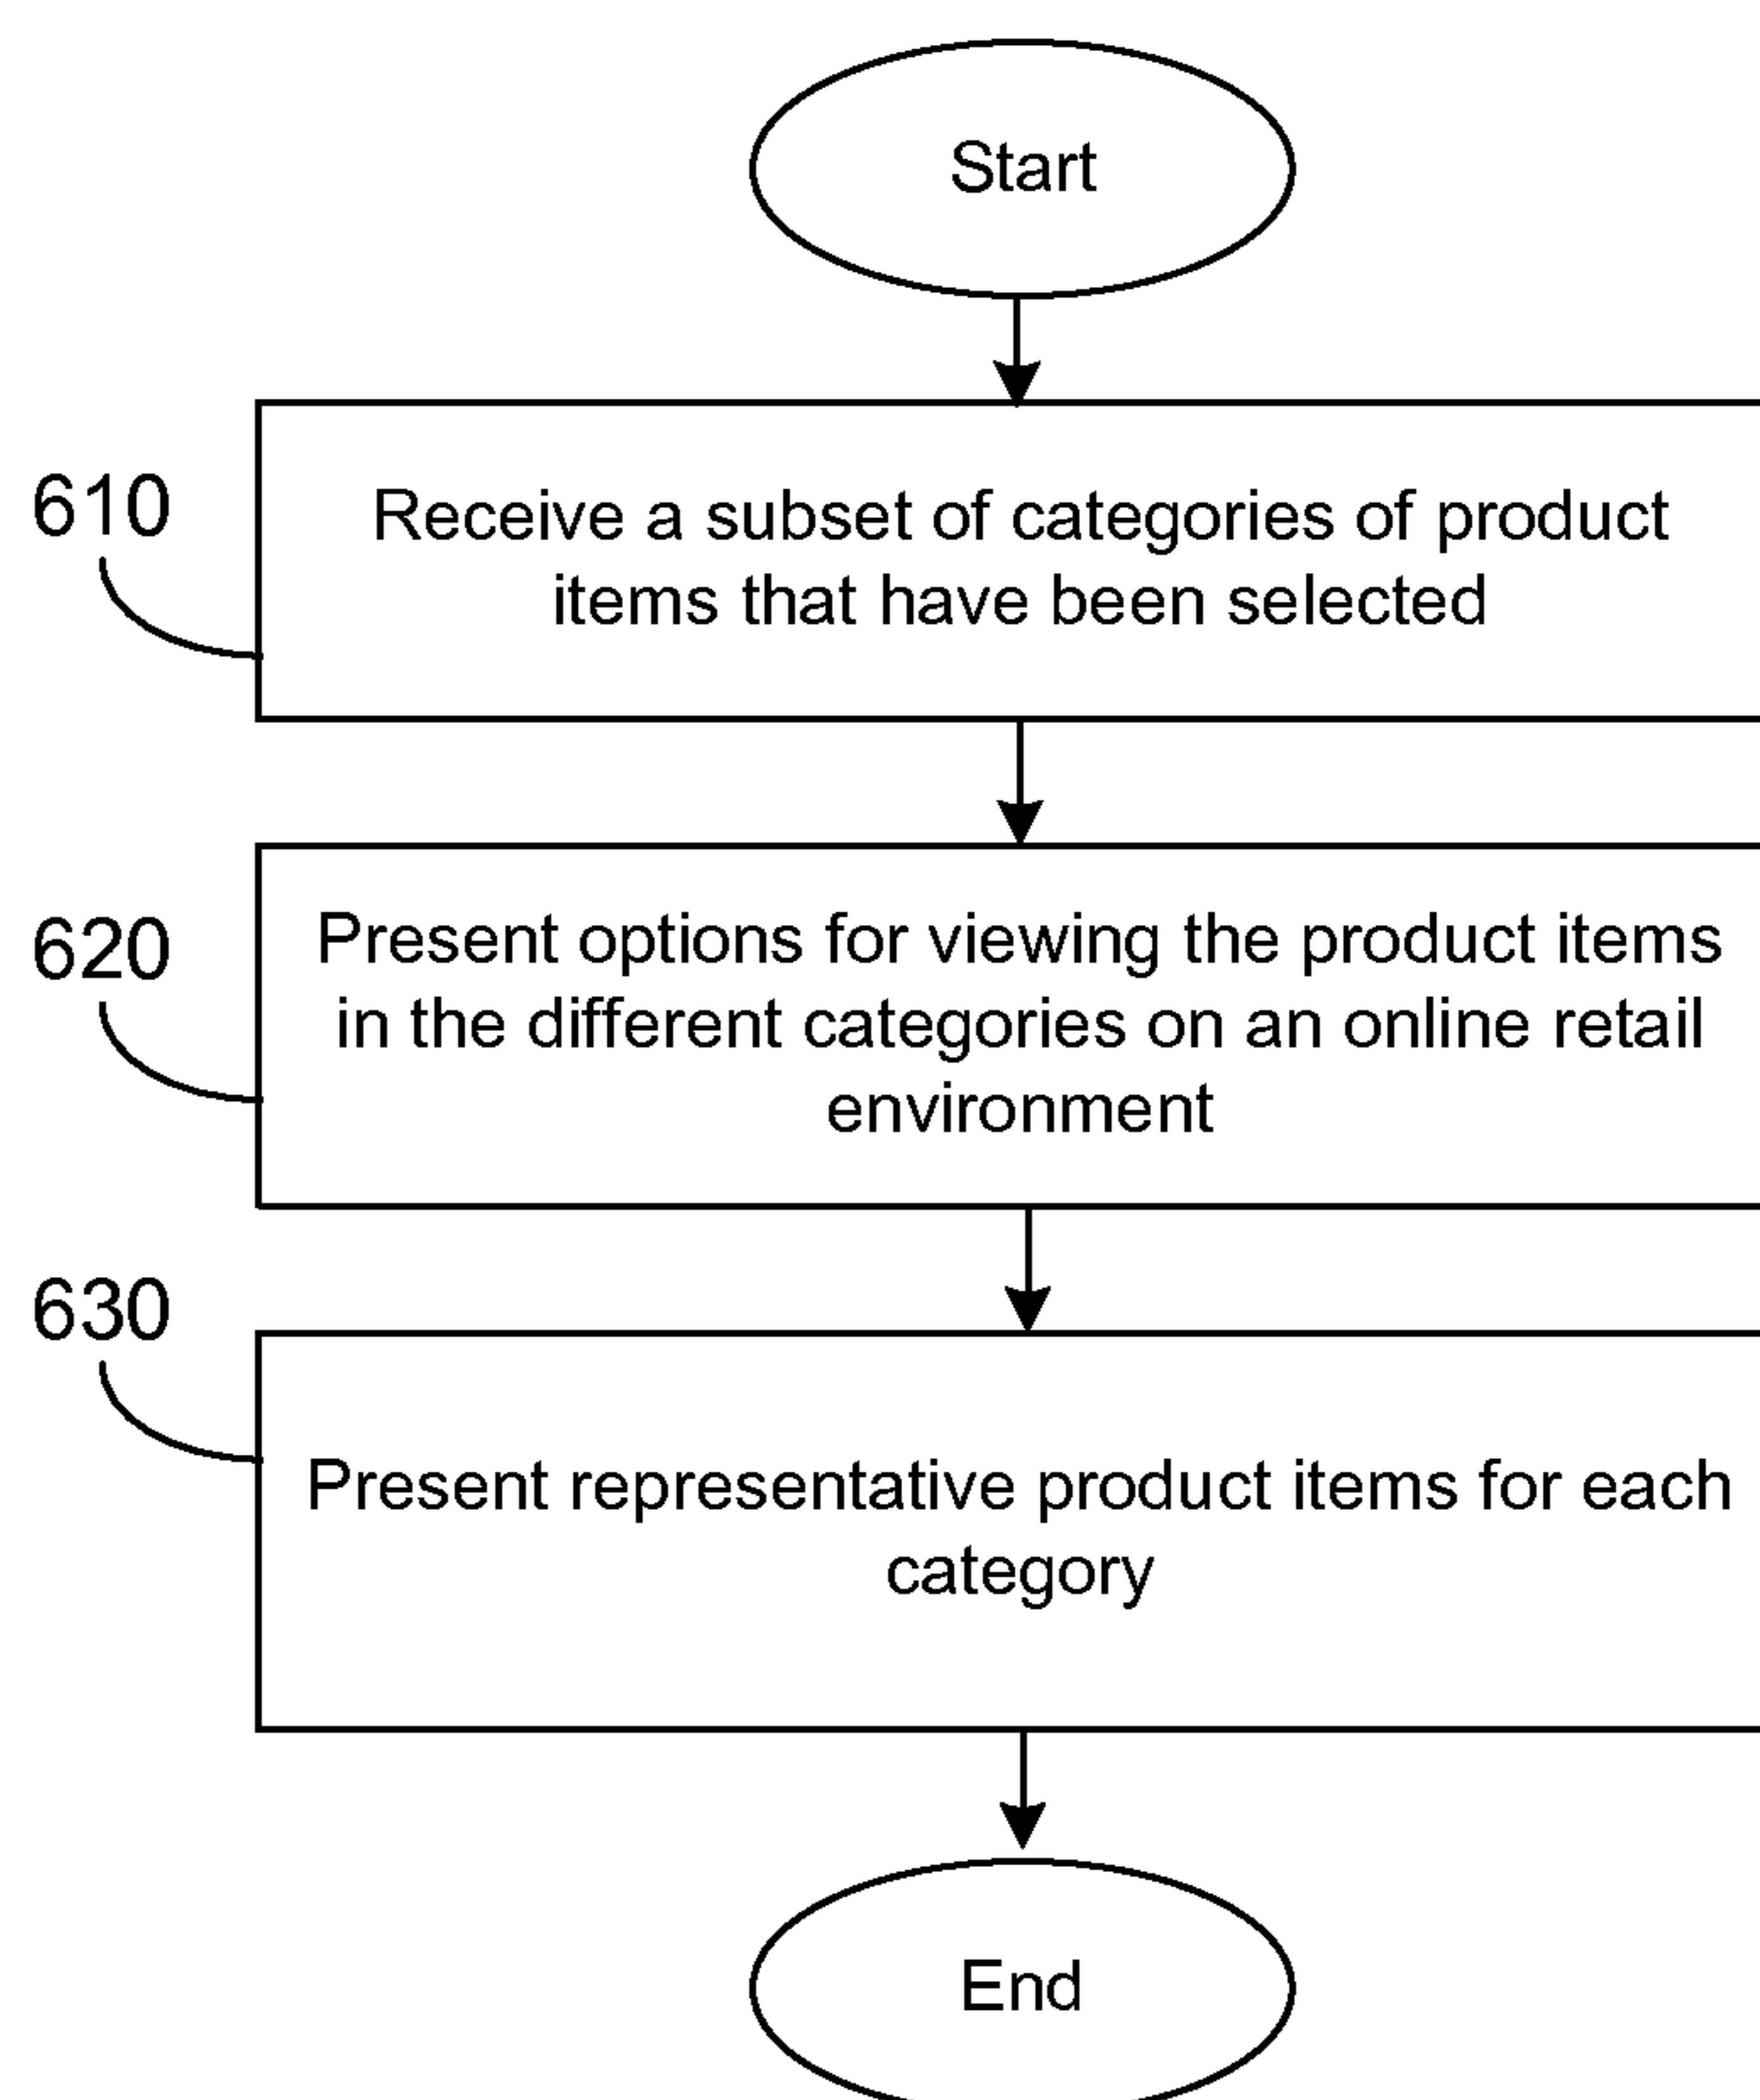 Start
610
Receive a subset of categories of product
items that have been selected
620
Present options for viewing the product items
in the different categories on an online retail
environment
630
Present representative product items for each
category
End